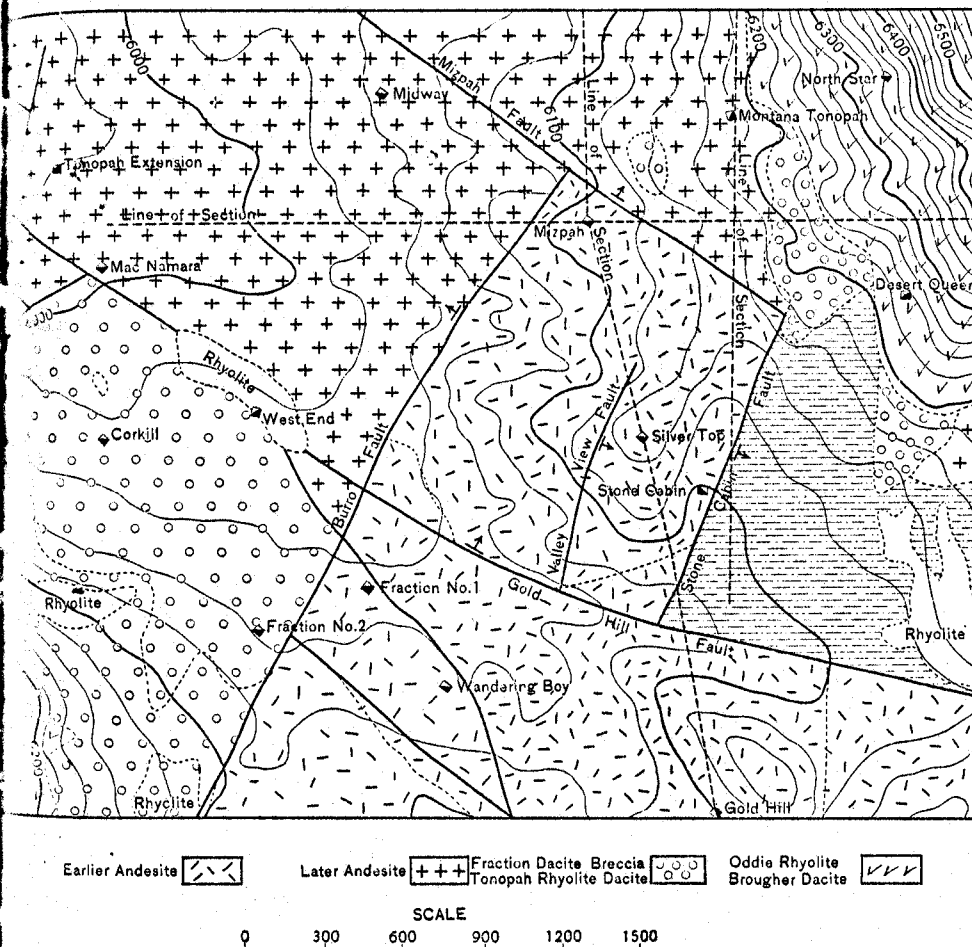 6000
6200
6300
6400
6500
Mizpah
Fault
6100
Line
of
Section
Midway
North Star
Montana Tonopah
Tonopah Extension
Line of Section
Line
of
Section
Mizpah
Mac Namara
Desert Queen
Rhyolite
West End
Corkill
Burro
Fault
View
Fault
Valley
Silver Top
Stond Cabin
Fault
Cabin
Stone
Rhyolite
Fraction No.1
Fraction No.2
Gold
Hill
Fault
Rhyolite
Wandering Boy
Rhyolite
Gold Hill
Earlier Andesite
Later Andesite
Fraction Dacite Breccia
Tonopah Rhyolite Dacite
Oddie Rhyolite
Brougher Dacite
SCALE
0 300 600 900 1200 1500